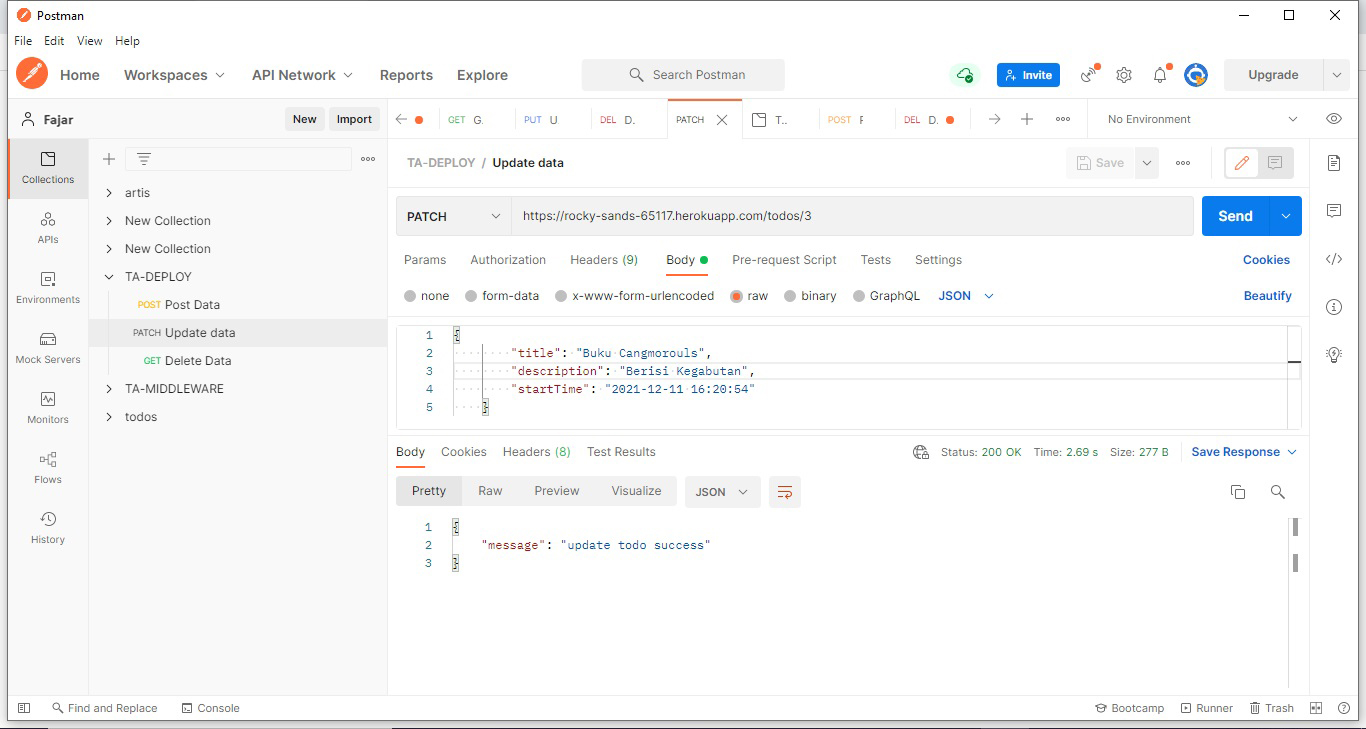 Postman
File Edit View Help
Home Workspaces API Network Reports Explore Search Postman Invite Upgrade
Fajar New Import GET G. PUT U DEL D. PATCH T.. POST F DEL D. No Environment
Collections
APIs
Environments
Mock Servers
Monitors
Flows
History
artis
New Collection
New Collection
TA-DEPLOY
POST Post Data
PATCH Update data
GET Delete Data
TA-MIDDLEWARE
todos
TA-DEPLOY / Update data Save
PATCH https://rocky-sands-65117.herokuapp.com/todos/3 Send
Params Authorization Headers (9) Body Pre-request Script Tests Settings Cookies
none form-data x-www-form-urlencoded raw binary GraphQL JSON Beautify
1 {
2 "title": "Buku Cangmorouls",
3 "description": "Berisi Kegabutan",
4 "startTime": "2021-12-11 16:20:54"
5 }
Body Cookies Headers (8) Test Results Status: 200 OK Time: 2.69 s Size: 277 B Save Response
Pretty Raw Preview Visualize JSON
1 {
2 "message": "update todo success"
3 }
Find and Replace Console Bootcamp Runner Trash